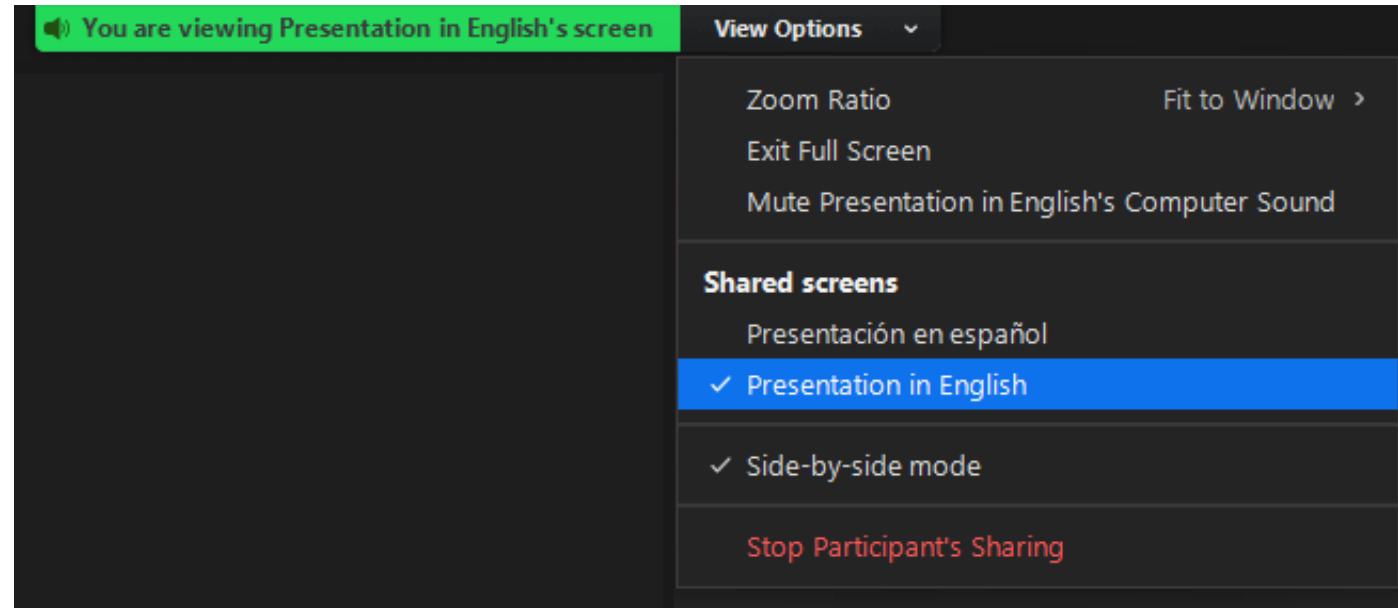 You are viewing Presentation in English's screen
View Options
Zoom Ratio Fit to Window
Exit Full Screen
Mute Presentation in English's Computer Sound
Shared screens
Presentación en español
Presentation in English
Side-by-side mode
Stop Participant's Sharing